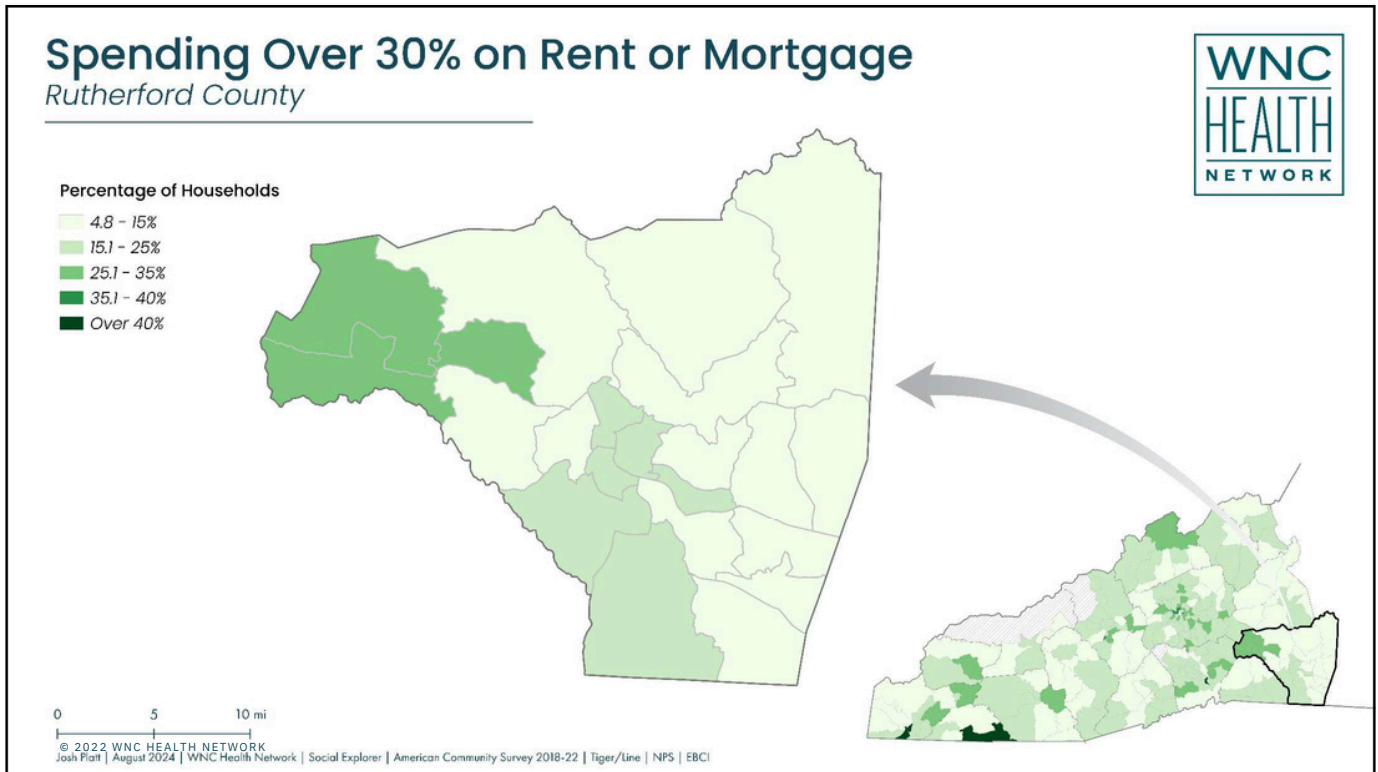 Spending Over 30% on Rent or Mortgage
Rutherford County
WNC
HEALTH
NETWORK
Percentage of Households
4.8 - 15%
15.1 - 25%
25.1 - 35%
35.1 - 40%
Over 40%
0 5 10 mi
© 2022 WNC HEALTH NETWORK
Josh Platt | August 2024 | WNC Health Network | Social Explorer | American Community Survey 2018-22 | Tiger/Line | NPS | EBCI